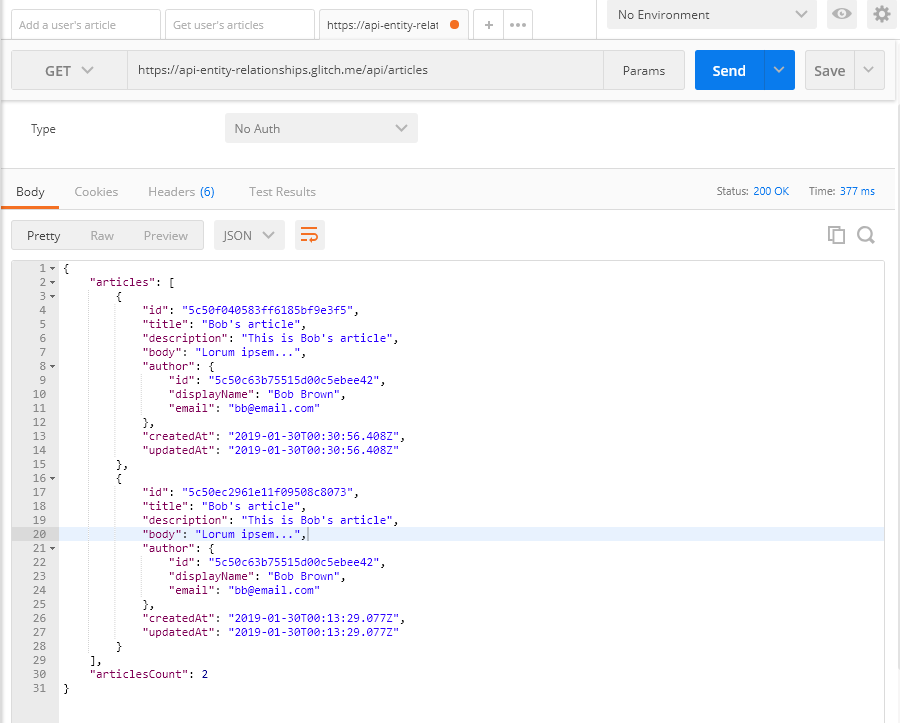 Add a user's article
Get user's articles
https://api-entity-relat
+
•••
No Environment
GET
https://api-entity-relationships.glitch.me/api/articles
Params
Send
Save
Type
No Auth
Body
Cookies
Headers (6)
Test Results
Status: 200 OK
Time: 377 ms
Pretty
Raw
Preview
JSON
1 {
2 "articles": [
3 {
4 "id": "5c50f040583ff6185bf9e3f5",
5 "title": "Bob's article",
6 "description": "This is Bob's article",
7 "body": "Lorum ipsem...",
8 "author": {
9 "id": "5c50c63b75515d00c5ebee42",
10 "displayName": "Bob Brown",
11 "email": "bb@email.com"
12 },
13 "createdAt": "2019-01-30T00:30:56.408Z",
14 "updatedAt": "2019-01-30T00:30:56.408Z"
15 },
16 {
17 "id": "5c50ec2961e11f09508c8073",
18 "title": "Bob's article",
19 "description": "This is Bob's article",
20 "body": "Lorum ipsem...",
21 "author": {
22 "id": "5c50c63b75515d00c5ebee42",
23 "displayName": "Bob Brown",
24 "email": "bb@email.com"
25 },
26 "createdAt": "2019-01-30T00:13:29.077Z",
27 "updatedAt": "2019-01-30T00:13:29.077Z"
28 }
29 ],
30 "articlesCount": 2
31 }